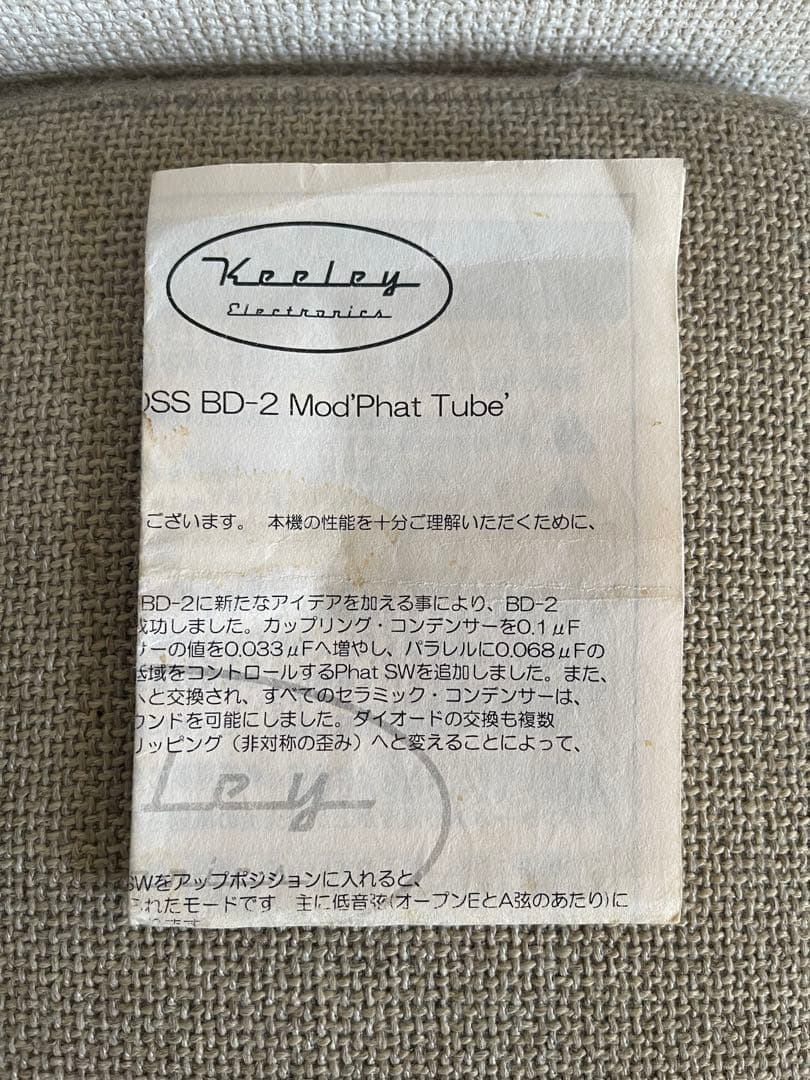 Keeley
Electronics
OSS BD-2 Mod'Phat Tube'
ございます。 本機の性能を十分ご理解いただくために、
BD-2に新たなアイデアを加える事により、BD-2
成功しました。カップリング・コンデンサーを0.1μF
サーの値を0.033μFへ増やし、パラレルに0.068μFの
低域をコントロールするPhat SWを追加しました。また、
へと交換され、すべてのセラミック・コンデンサーは、
ウンドを可能にしました。ダイオードの交換も複数
リッピング（非対称の歪み）へと変えることによって、
ley
SWをアップポジションに入れると、
られたモードです 主に低音弦(オープンEとA弦のあたり)に